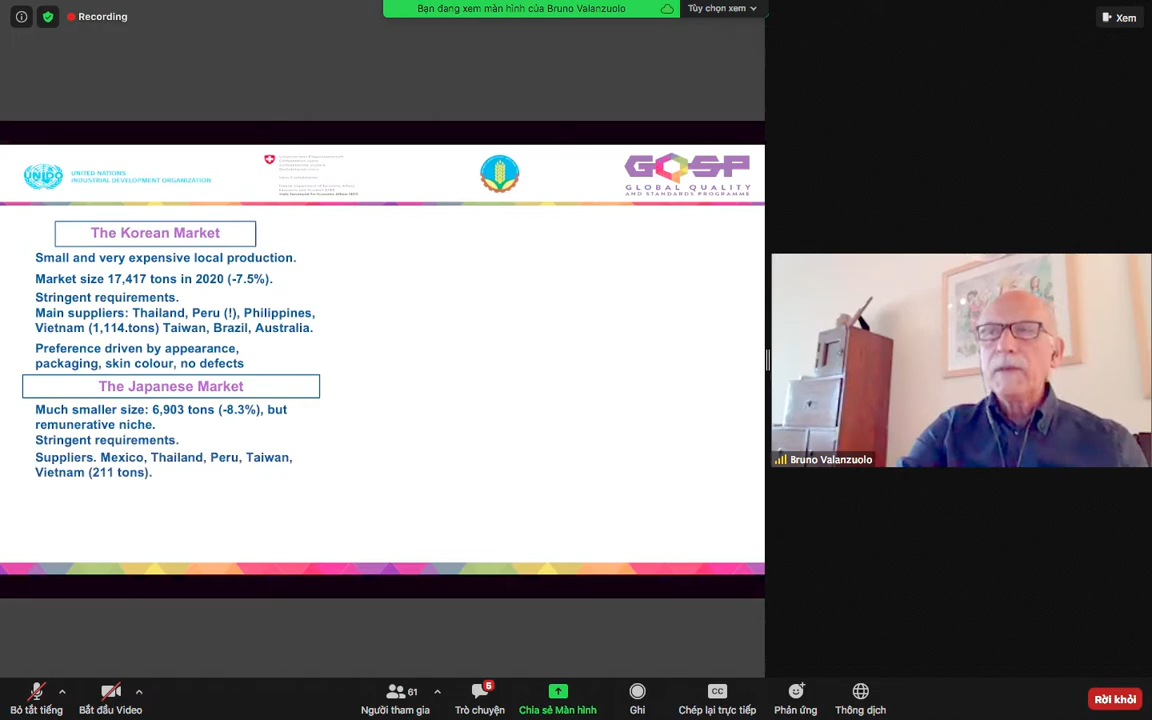 Recording
Bạn đang xem màn hình của Bruno Valanzuolo
Tùy chọn xem
Xem
UNIDO
UNITED NATIONS
INDUSTRIAL DEVELOPMENT ORGANIZATION
GQSP
GLOBAL QUALITY
AND STANDARDS PROGRAMME
The Korean Market
Small and very expensive local production.
Market size 17,417 tons in 2020 (-7.5%).
Stringent requirements.
Main suppliers: Thailand, Peru (!), Philippines,
Vietnam (1,114.tons) Taiwan, Brazil, Australia.
Preference driven by appearance,
packaging, skin colour, no defects
The Japanese Market
Much smaller size: 6,903 tons (-8.3%), but
remunerative niche.
Stringent requirements.
Suppliers. Mexico, Thailand, Peru, Taiwan,
Vietnam (211 tons).
Bruno Valanzuolo
Bỏ tắt tiếng
Bắt đầu Video
61
Người tham gia
5
Trò chuyện
Chia sẻ Màn hình
Ghi
CC
Chép lại trực tiếp
Phản ứng
Thông dịch
Rời khỏi